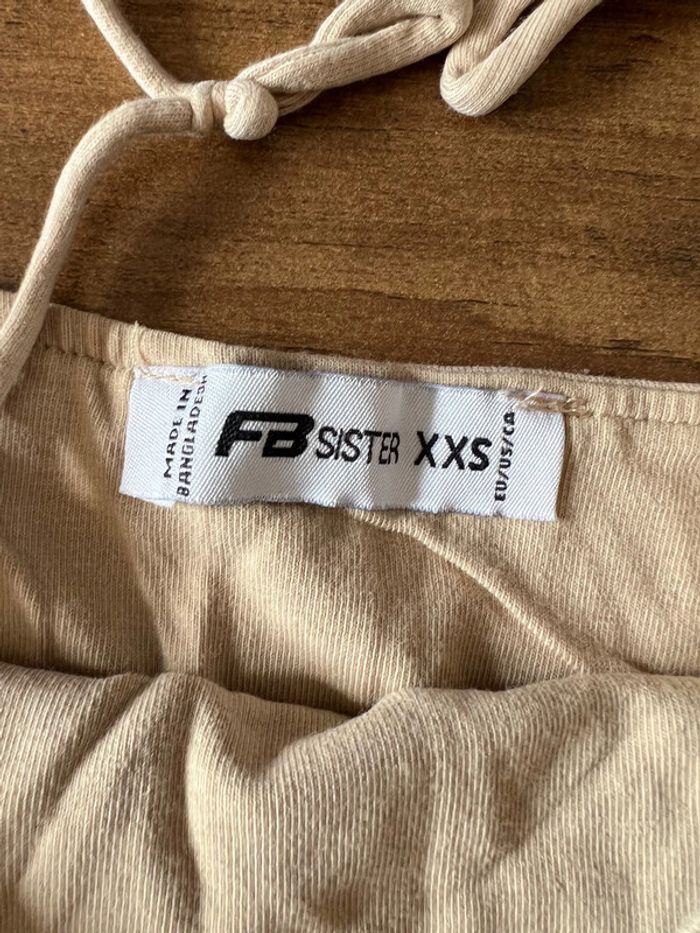 MADE IN
BANGLADESH
FB SISTER XXS
EU/US/CA